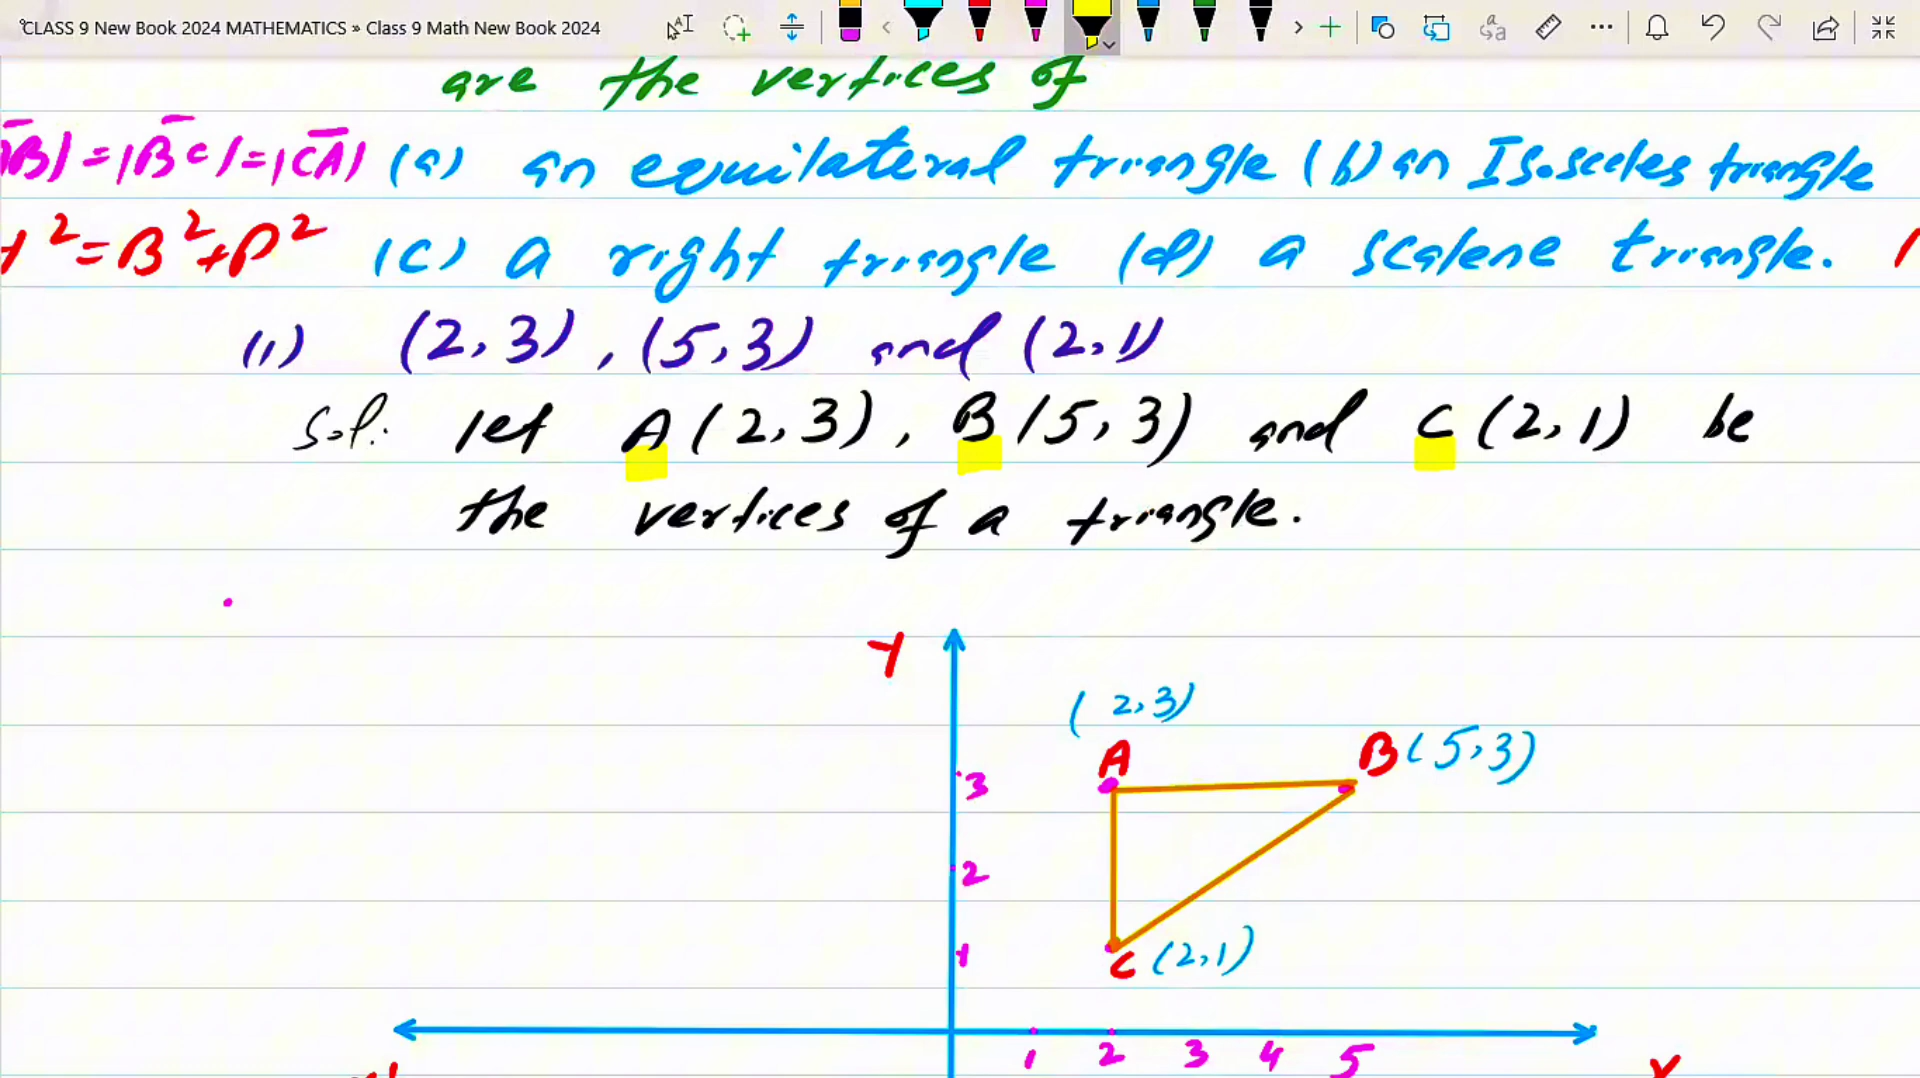 CLASS 9 New Book 2024 MATHEMATICS » Class 9 Math New Book 2024
are the vertices of
B| = |BC| = |CA| (a) an equilateral triangle (b) an Isosceles triangle
² = B² + P² (c) a right triangle (d) a scalene triangle.
(i) (2,3), (5,3) and (2,1)
Sol: let A(2,3), B(5,3) and C(2,1) be
the vertices of a triangle.
Y
(2,3)
A B(5,3)
3
2
1 C (2,1)
1 2 3 4 5
X